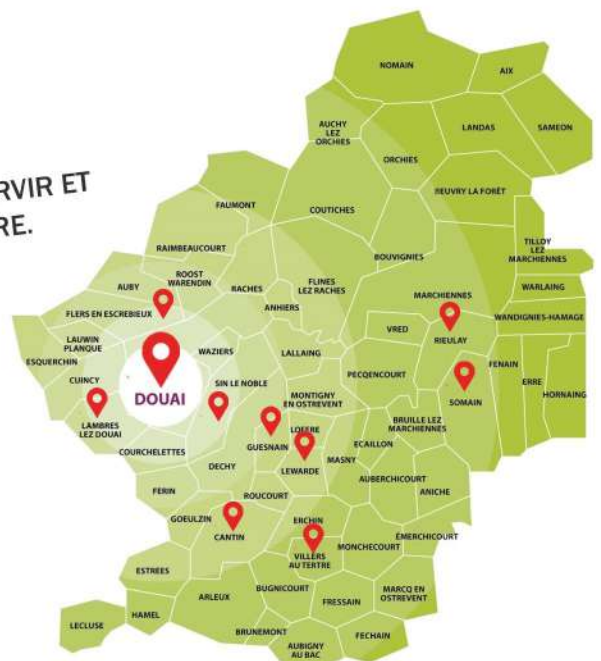 RVIR ET
RE.
NOMAIN
AIX
AUCHY
LEZ
ORCHIES
LANDAS
SAMEON
ORCHIES
BEUVRY LA FORÊT
FAUMONT
COUTICHES
RAIMBEAUCOURT
BOUVIGNIES
TILLOY
LEZ
MARCHIENNES
ROOST
WARENDIN
AUBY
RACHES
FLINES
LEZ RACHES
MARCHIENNES
WARLAING
ANHIERS
FLERS EN ESCREBIEUX
WANDIGNIES-HAMAGE
VRED
RIEULAY
LAUWIN
PLANQUE
WAZIERS
LALLAING
ESQUERCHIN
FENAIN
CUINCY
SIN LE NOBLE
PECQENCOURT
ERRE
HORNAING
DOUAI
MONTIGNY
EN OSTREVENT
SOMAIN
LAMBRES
LEZ DOUAI
BRUILLE LEZ
MARCHIENNES
LOFFRE
GUESNAIN
ECAILLON
COURCHELETTES
MASNY
DECHY
LEWARDE
AUBERCHICOURT
ANICHE
FERIN
ROUCOURT
GOEULZIN
ERCHIN
CANTIN
ÉMERCHICOURT
MONCHECOURT
VILLERS
AU TERTRE
ESTREES
BUGNICOURT
MARCQ EN
OSTREVENT
ARLEUX
FRESSAIN
HAMEL
LECLUSE
BRUNEMONT
FECHAIN
AUBIGNY
AU BAC